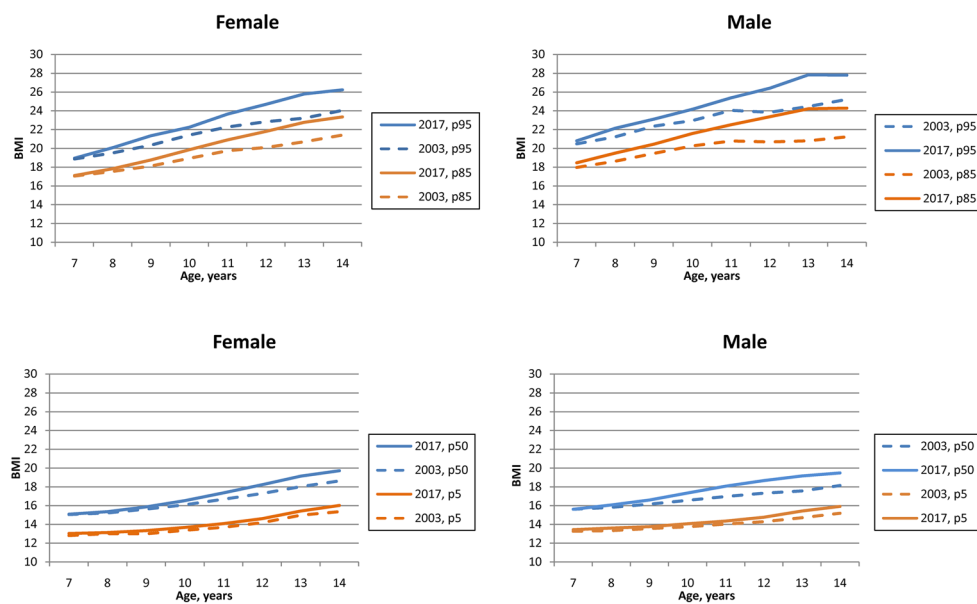 Female
30
28
26
24
22
20
18
16
14
12
10
BMI
7 8 9 10 11 12 13 14
Age, years
2017, p95
2003, p95
2017, p85
2003, p85
Male
30
28
26
24
22
20
18
16
14
12
10
BMI
7 8 9 10 11 12 13 14
Age, years
2003, p95
2017, p95
2003, p85
2017, p85
Female
30
28
26
24
22
20
18
16
14
12
10
BMI
7 8 9 10 11 12 13 14
Age, years
2017, p50
2003, p50
2017, p5
2003, p5
Male
30
28
26
24
22
20
18
16
14
12
10
BMI
7 8 9 10 11 12 13 14
Age, years
2003, p50
2017, p50
2003, p5
2017, p5